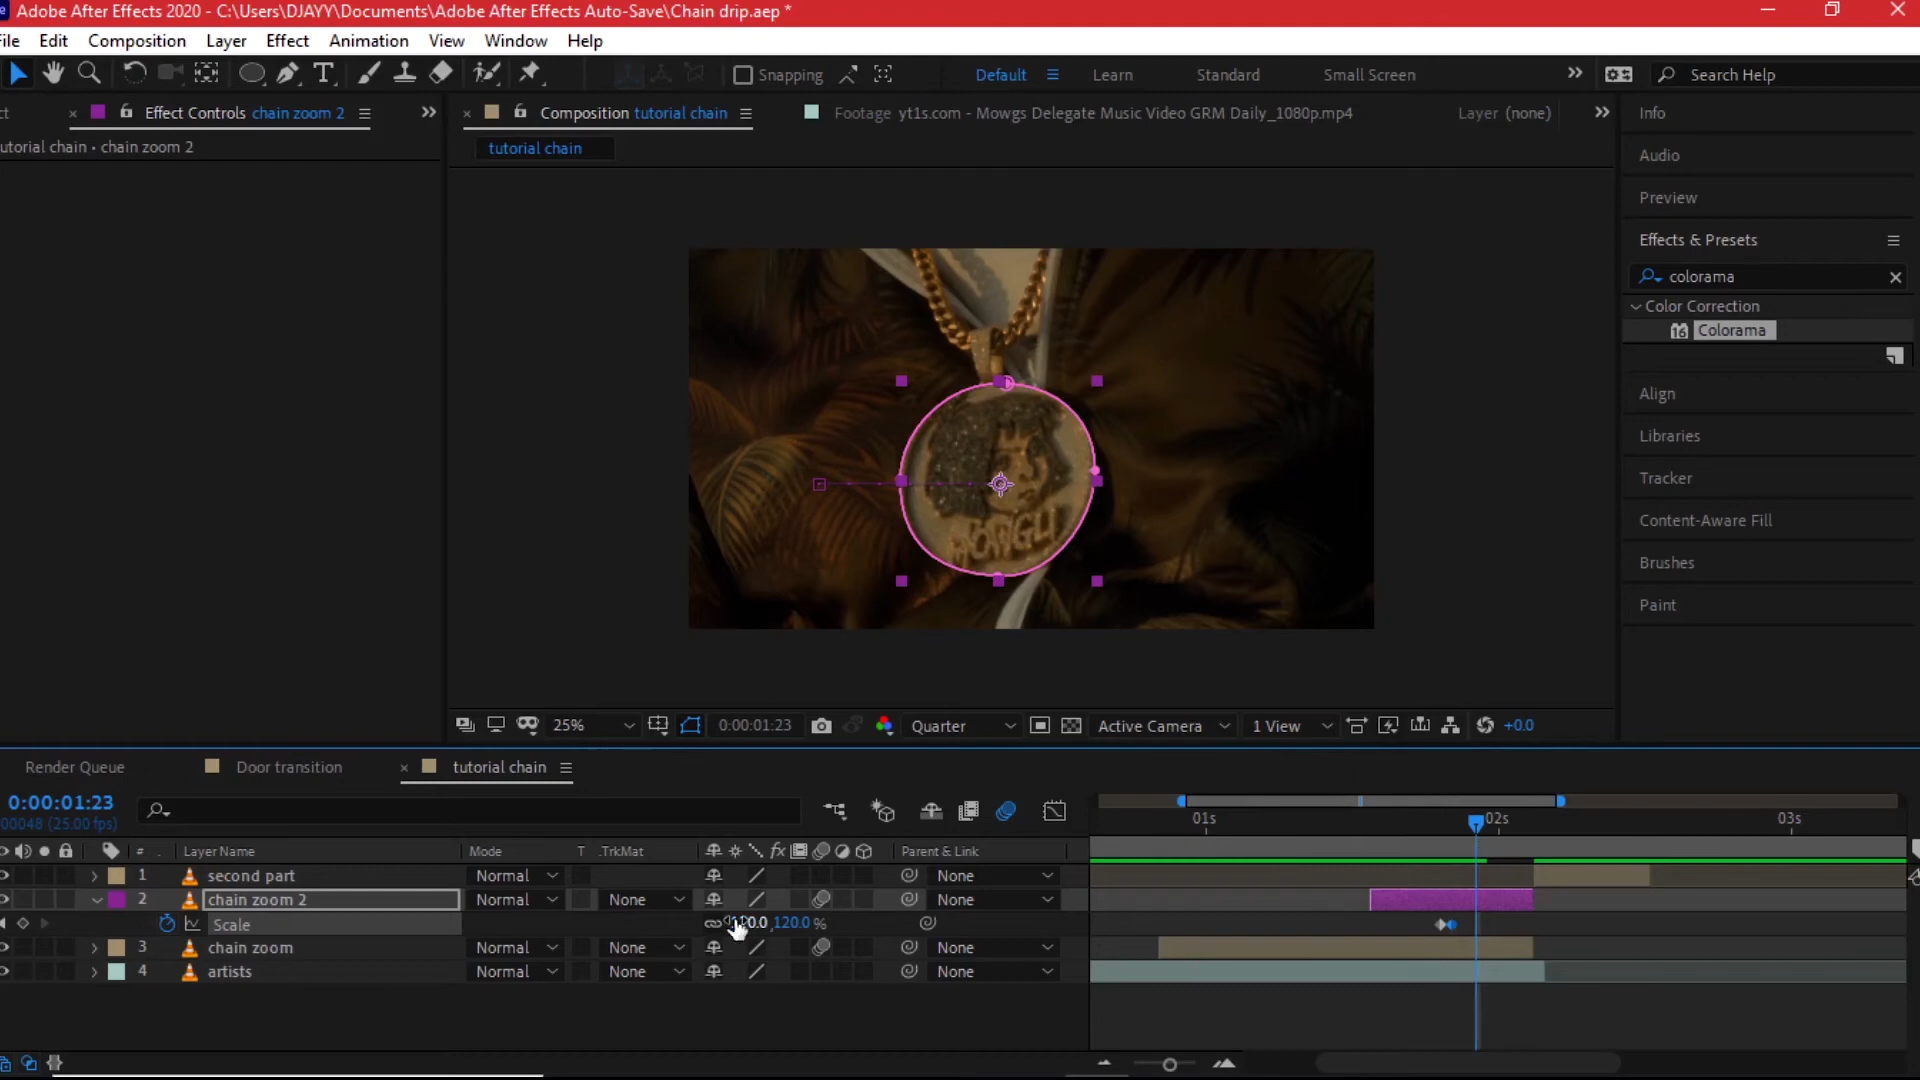 Adobe After Effects 2020 - C:\Users\DJAYY\Documents\Adobe After Effects Auto-Save\Chain drip.aep *
File Edit Composition Layer Effect Animation View Window Help
Snapping Default Learn Standard Small Screen Search Help
Effect Controls chain zoom 2
Composition tutorial chain
Footage yt1s.com - Mowgs Delegate Music Video GRM Daily_1080p.mp4
Layer (none)
Info
utorial chain • chain zoom 2
tutorial chain
Audio
Preview
Effects & Presets
colorama
Color Correction
16 Colorama
Align
Libraries
Tracker
Content-Aware Fill
Brushes
Paint
MOWGLI
25% 0:00:01:23 Quarter Active Camera 1 View +0.0
Render Queue Door transition tutorial chain
0:00:01:23
00048 (25.00 fps)
01s 02s 03s
# Layer Name Mode T .TrkMat fx Parent & Link
1 second part Normal None
2 chain zoom 2 Normal None None
Scale 120.0 %
3 chain zoom Normal None None
4 artists Normal None None